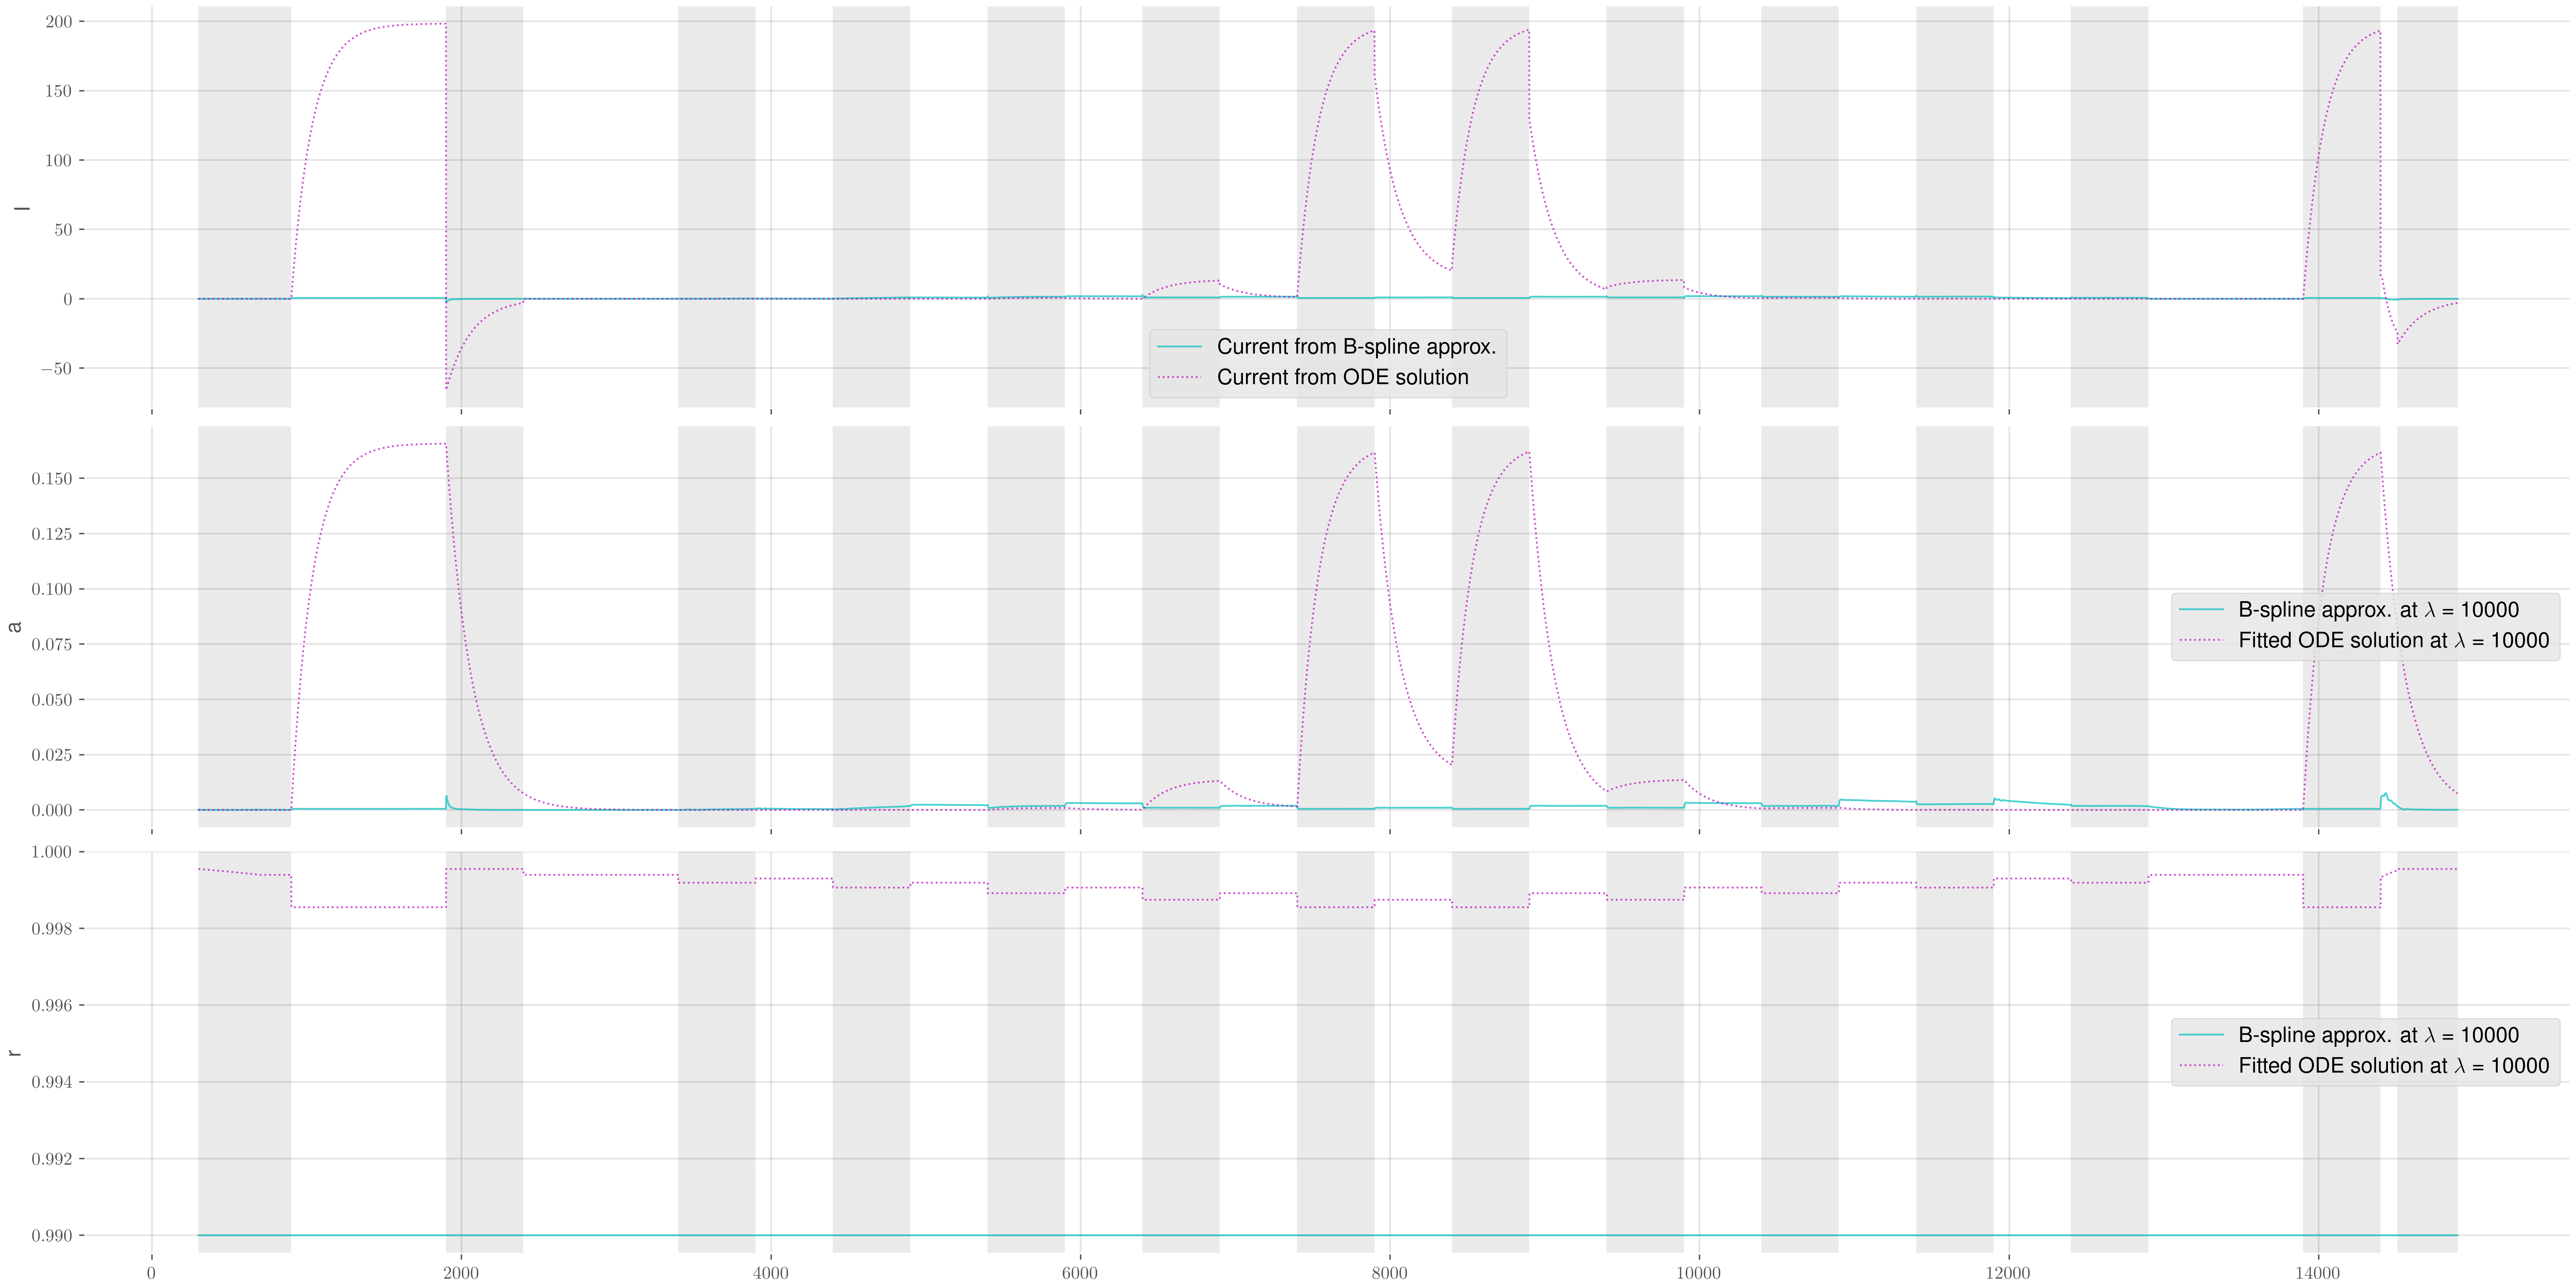 200
150
100
50
0
−50
I
Current from B-spline approx.
Current from ODE solution
0.150
0.125
0.100
0.075
0.050
0.025
0.000
a
B-spline approx. at λ = 10000
Fitted ODE solution at λ = 10000
1.000
0.998
0.996
0.994
0.992
0.990
r
B-spline approx. at λ = 10000
Fitted ODE solution at λ = 10000
0 2000 4000 6000 8000 10000 12000 14000